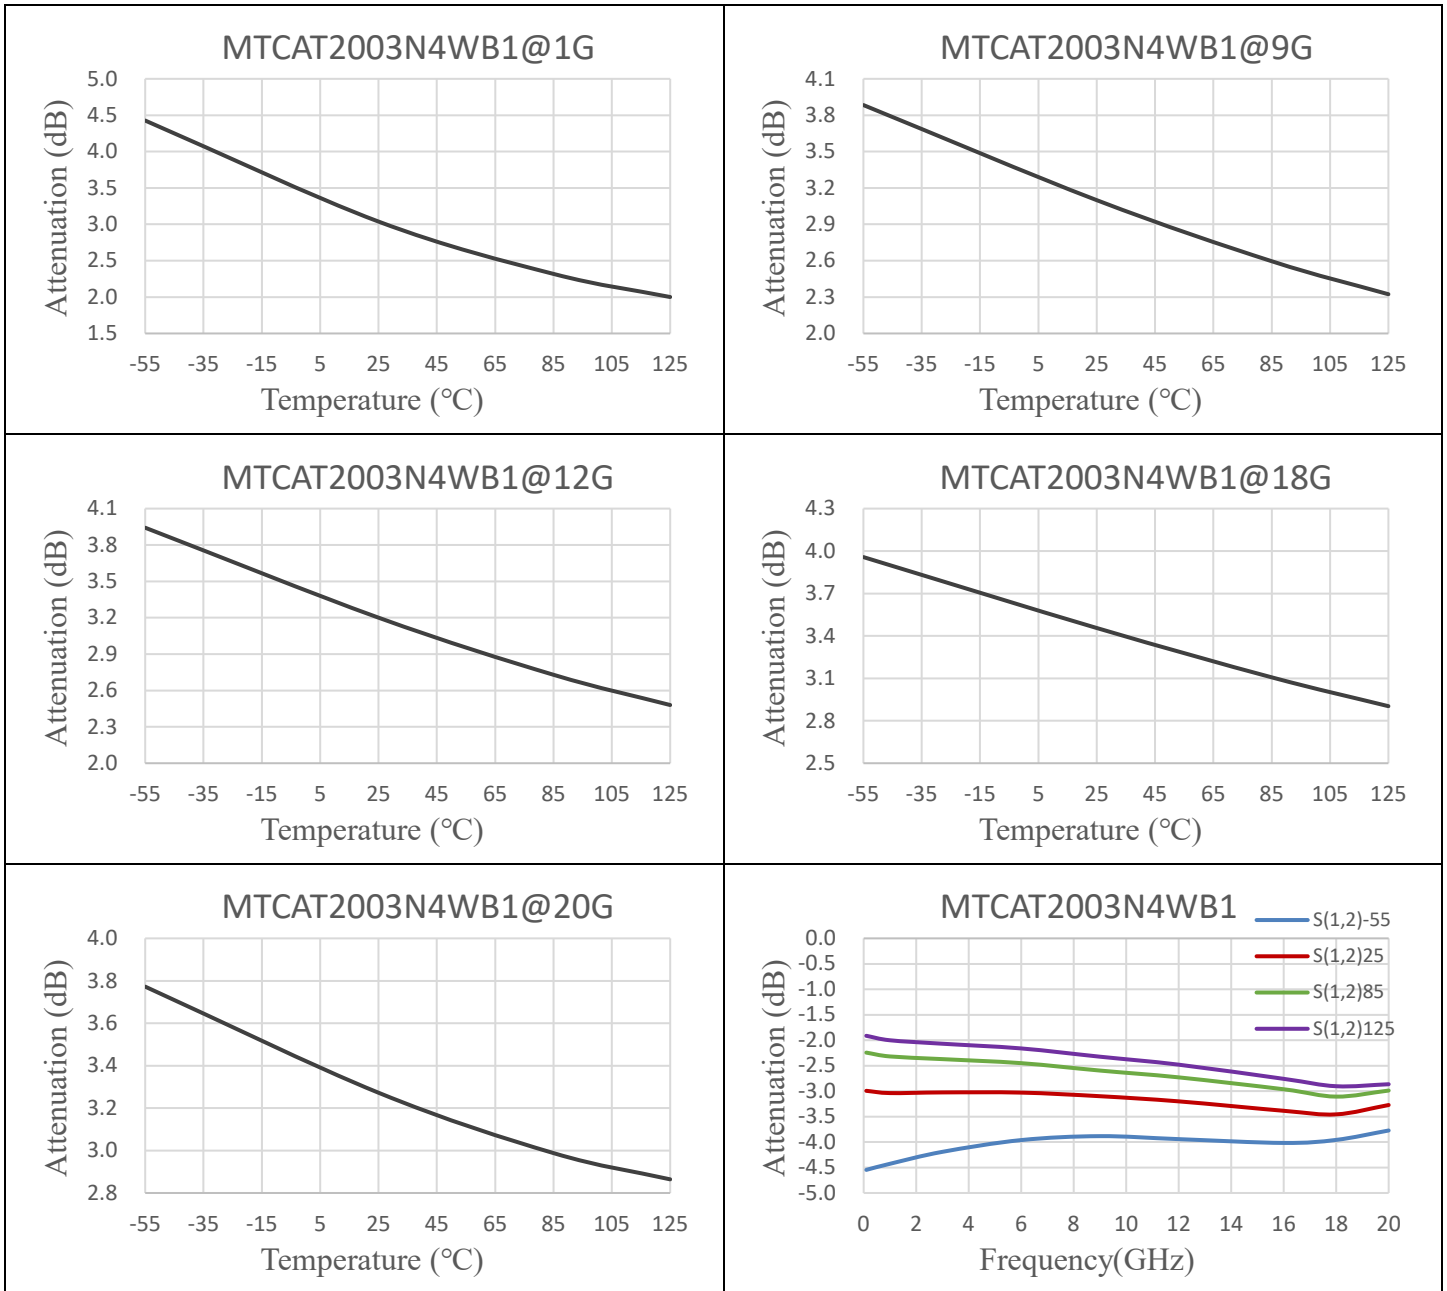 MTCAT2003N4WB1@1G
Attenuation (dB)
5.0
4.5
4.0
3.5
3.0
2.5
2.0
1.5
-55 -35 -15 5 25 45 65 85 105 125
Temperature (℃)
MTCAT2003N4WB1@9G
Attenuation (dB)
4.1
3.8
3.5
3.2
2.9
2.6
2.3
2.0
-55 -35 -15 5 25 45 65 85 105 125
Temperature (℃)
MTCAT2003N4WB1@12G
Attenuation (dB)
4.1
3.8
3.5
3.2
2.9
2.6
2.3
2.0
-55 -35 -15 5 25 45 65 85 105 125
Temperature (℃)
MTCAT2003N4WB1@18G
Attenuation (dB)
4.3
4.0
3.7
3.4
3.1
2.8
2.5
-55 -35 -15 5 25 45 65 85 105 125
Temperature (℃)
MTCAT2003N4WB1@20G
Attenuation (dB)
4.0
3.8
3.6
3.4
3.2
3.0
2.8
-55 -35 -15 5 25 45 65 85 105 125
Temperature (℃)
MTCAT2003N4WB1
S(1,2)-55
S(1,2)25
S(1,2)85
S(1,2)125
Attenuation (dB)
0.0
-0.5
-1.0
-1.5
-2.0
-2.5
-3.0
-3.5
-4.0
-4.5
-5.0
0 2 4 6 8 10 12 14 16 18 20
Frequency(GHz)